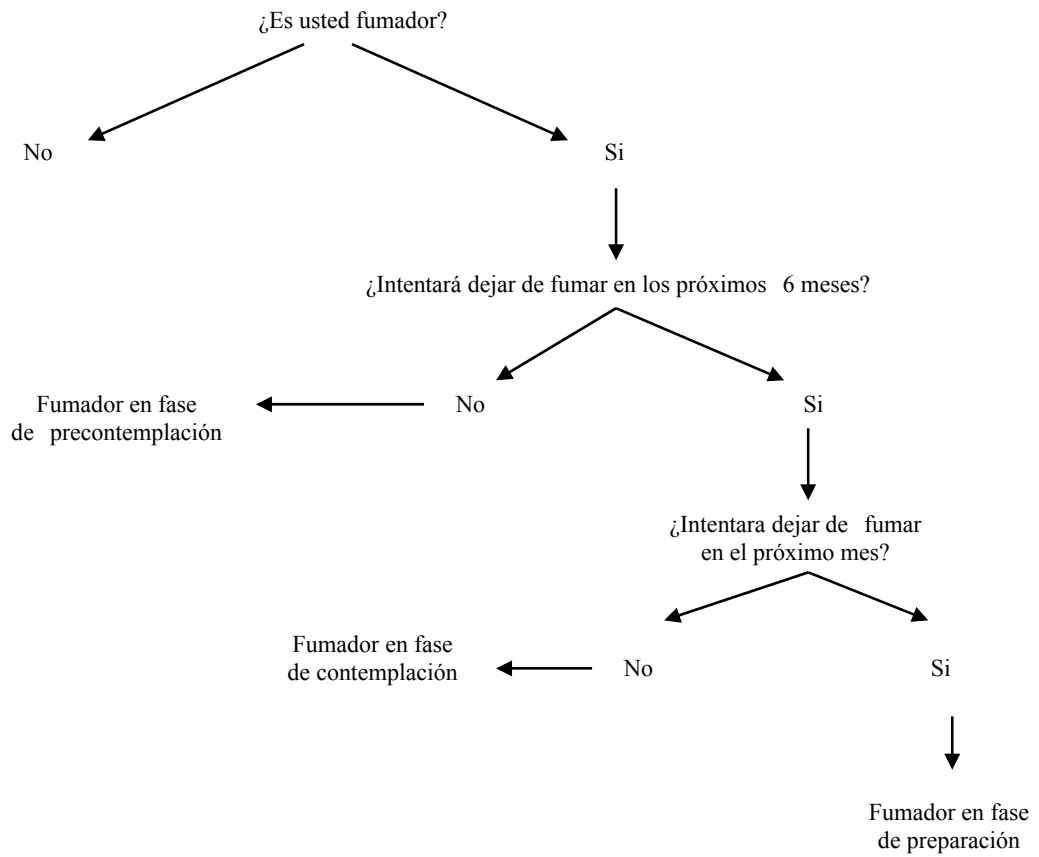 ¿Es usted fumador?
No
Si
¿Intentará dejar de fumar en los próximos 6 meses?
Fumador en fase
de precontemplación
No
Si
¿Intentara dejar de fumar
en el próximo mes?
Fumador en fase
de contemplación
No
Si
Fumador en fase
de preparación